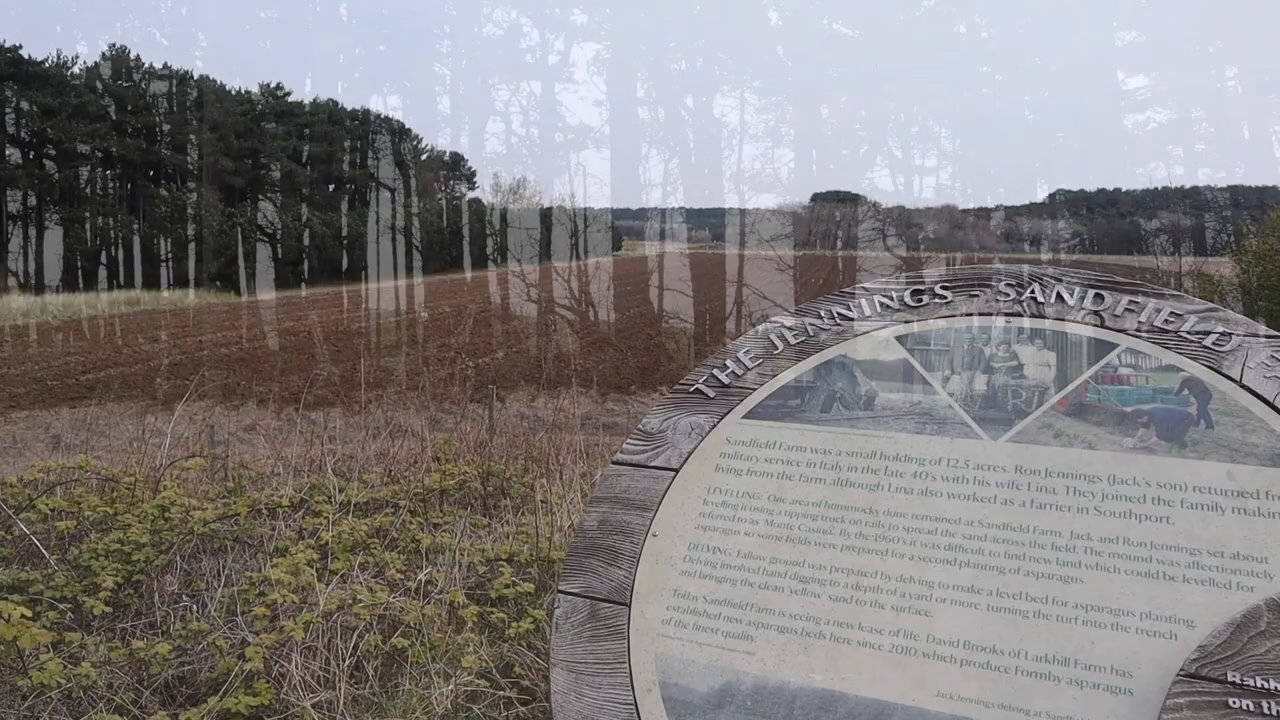 THE JENNINGS - SANDFIELD
Sandfield Farm was a small holding of 12.5 acres. Ron Jennings (Jack's son) returned
military service in Italy in the late 40's with his wife Lina. They joined the family
living from the farm although Lina also worked as a farrier in Southport.
LEVELLING: One area of hummocky dune remained at Sandfield Farm. Jack and Ron Jennings set about
levelling it using a tipping truck on rails to spread the sand across the field. The mound was affectionately
referred to as 'Monte Casino'. By the 1960's it was difficult to find new land which could be levelled for
asparagus so some fields were prepared for a second planting of asparagus.
DELVING: Fallow ground was prepared by delving to make a level bed for asparagus planting.
Delving involved hand digging to a depth of a yard or more, turning the turf into the trench
and bringing the clean 'yellow' sand to the surface.
Today Sandfield Farm is seeing a new lease of life. David Brooks of Larkhill Farm has
established new asparagus beds here since 2010, which produce Formby asparagus
of the finest quality.
Jack Jennings delving at
on